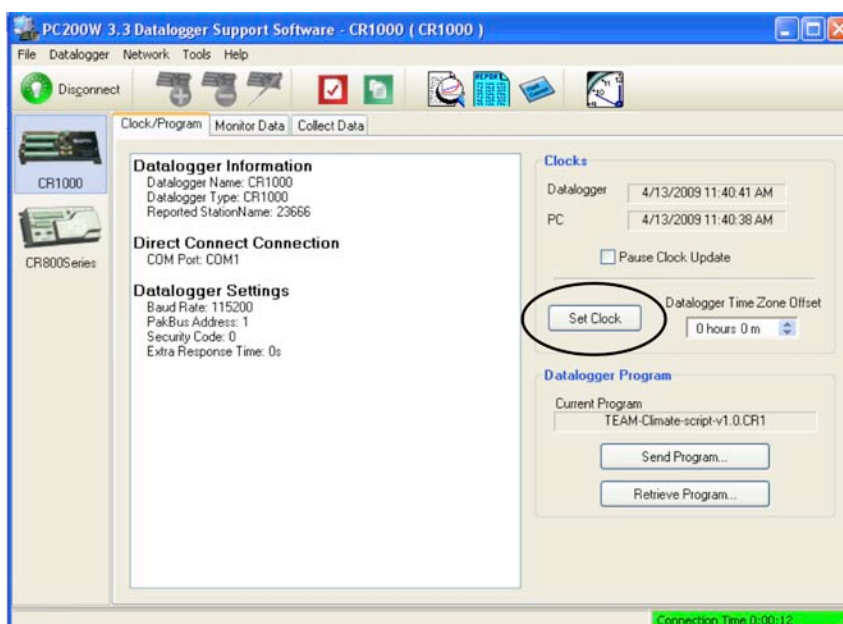 PC200W 3.3 Datalogger Support Software - CR1000 ( CR1000 )
File Datalogger Network Tools Help
Disconnect
Clock/Program Monitor Data Collect Data
CR1000
CR800Series
Datalogger Information
Datalogger Name: CR1000
Datalogger Type: CR1000
Reported StationName: 23666
Direct Connect Connection
COM Port: COM1
Datalogger Settings
Baud Rate: 115200
PakBus Address: 1
Security Code: 0
Extra Response Time: 0s
Clocks
Datalogger 4/13/2009 11:40:41 AM
PC 4/13/2009 11:40:38 AM
Pause Clock Update
Set Clock
Datalogger Time Zone Offset
0 hours 0 m
Datalogger Program
Current Program
TEAM-Climate-script-v1.0.CR1
Send Program...
Retrieve Program...
Connection Time 0:00:12